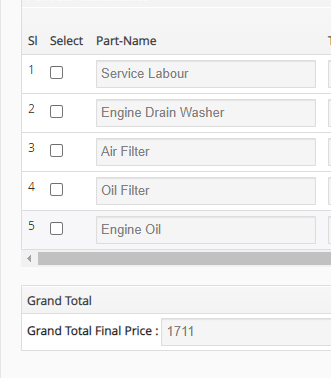 Sl Select Part-Name
1 Service Labour
2 Engine Drain Washer
3 Air Filter
4 Oil Filter
5 Engine Oil
Grand Total
Grand Total Final Price : 1711